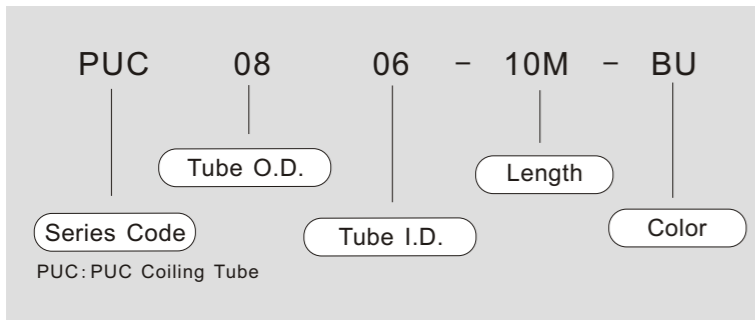 PUC 08 06 - 10M - BU
Tube O.D.
Length
Series Code
Tube I.D.
Color
PUC: PUC Coiling Tube